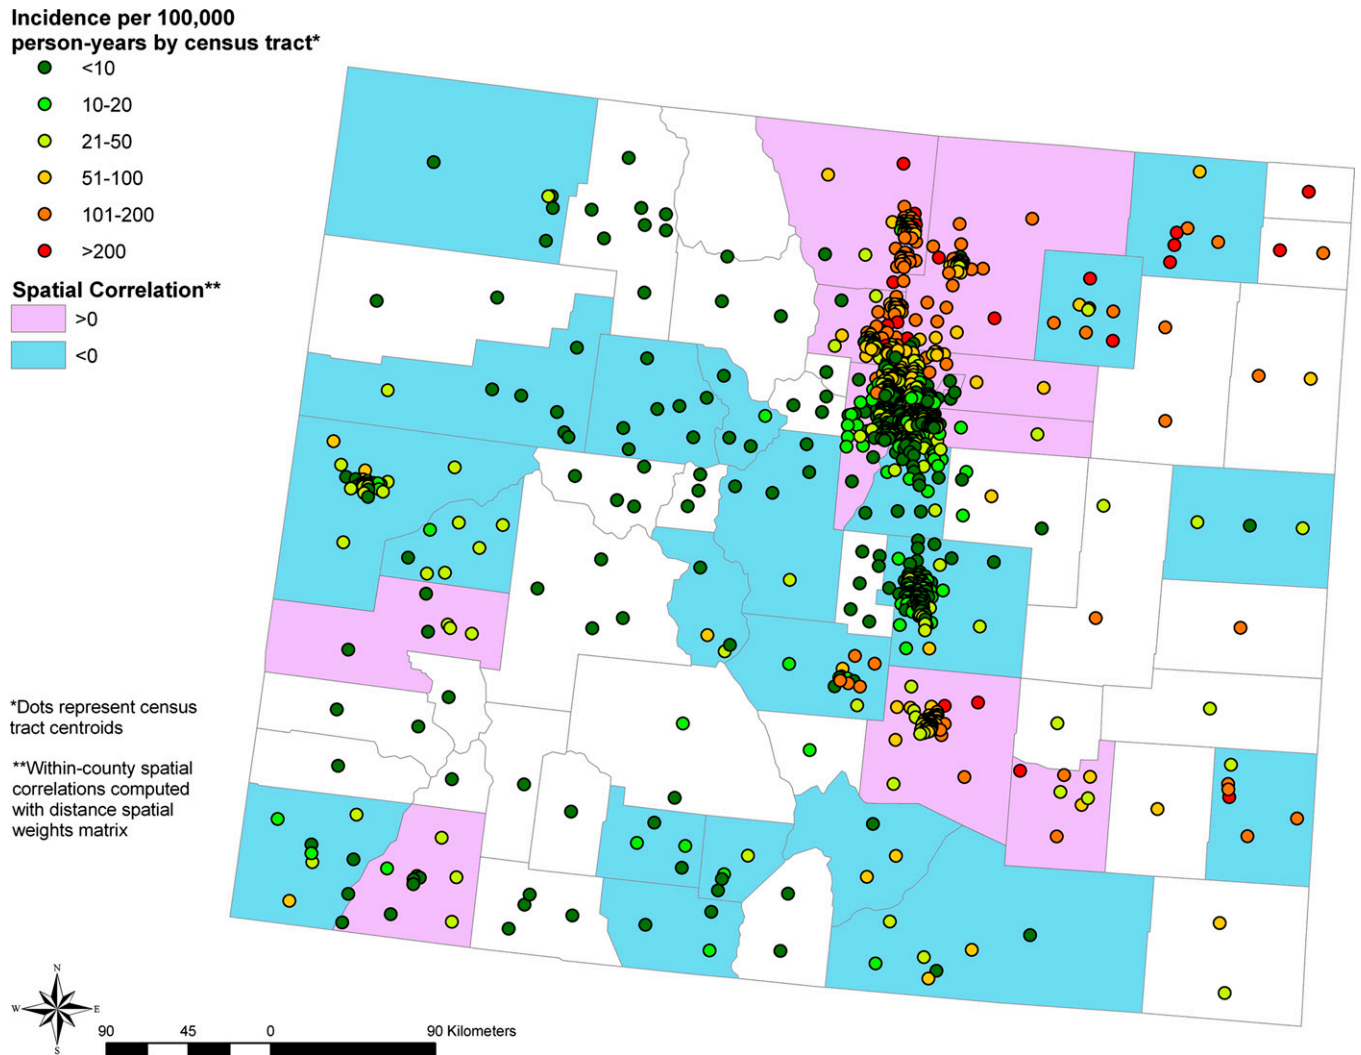 Incidence per 100,000
person-years by census tract*
<10
10-20
21-50
51-100
101-200
>200
Spatial Correlation**
>0
<0
*Dots represent census
tract centroids
**Within-county spatial
correlations computed
with distance spatial
weights matrix
N
W E
S
90 45 0 90 Kilometers